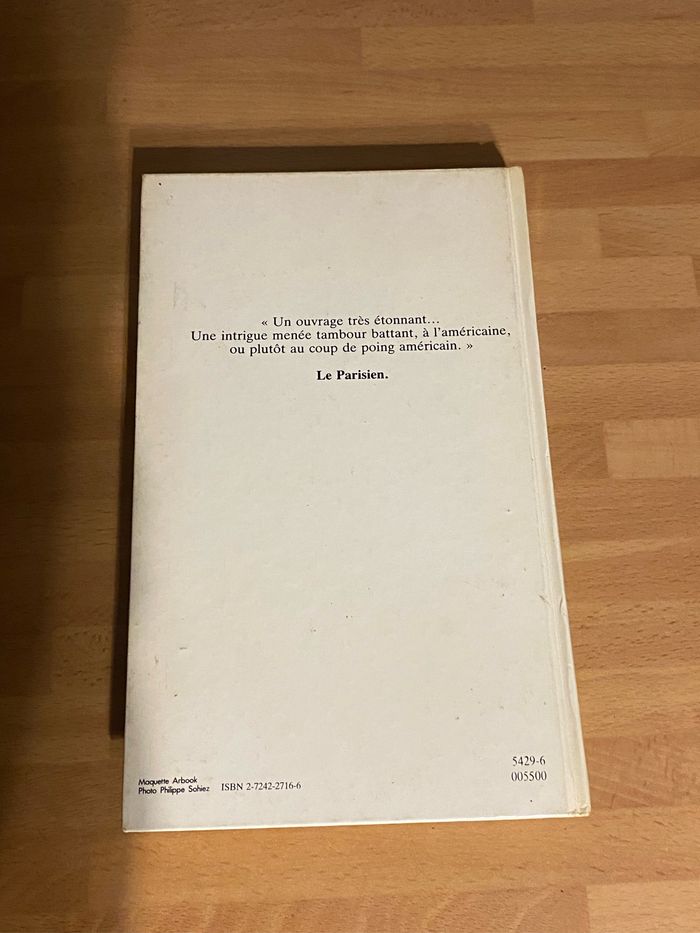 « Un ouvrage très étonnant...
Une intrigue menée tambour battant, à l'américaine,
ou plutôt au coup de poing américain. »
Le Parisien.
5429-6
005500
Maquette Arbook
Photo Philippe Sohiez
ISBN 2-7242-2716-6